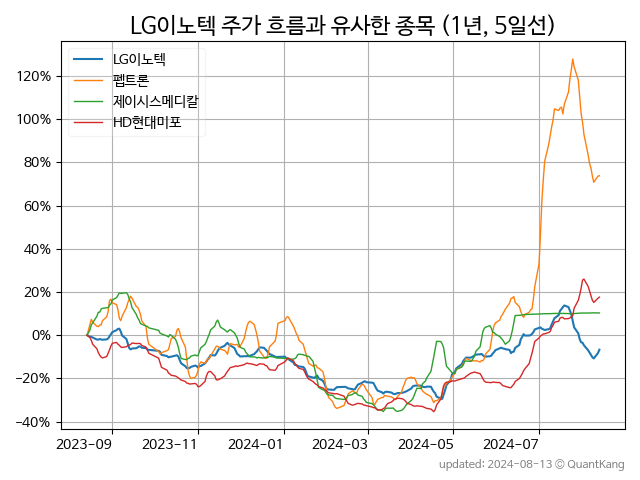 LG이노텍 주가 흐름과 유사한 종목 (1년, 5일선)
LG이노텍
펩트론
제이시스메디칼
HD현대미포
120%
100%
80%
60%
40%
20%
0%
−20%
−40%
2023-09
2023-11
2024-01
2024-03
2024-05
2024-07
updated: 2024-08-13 © QuantKang